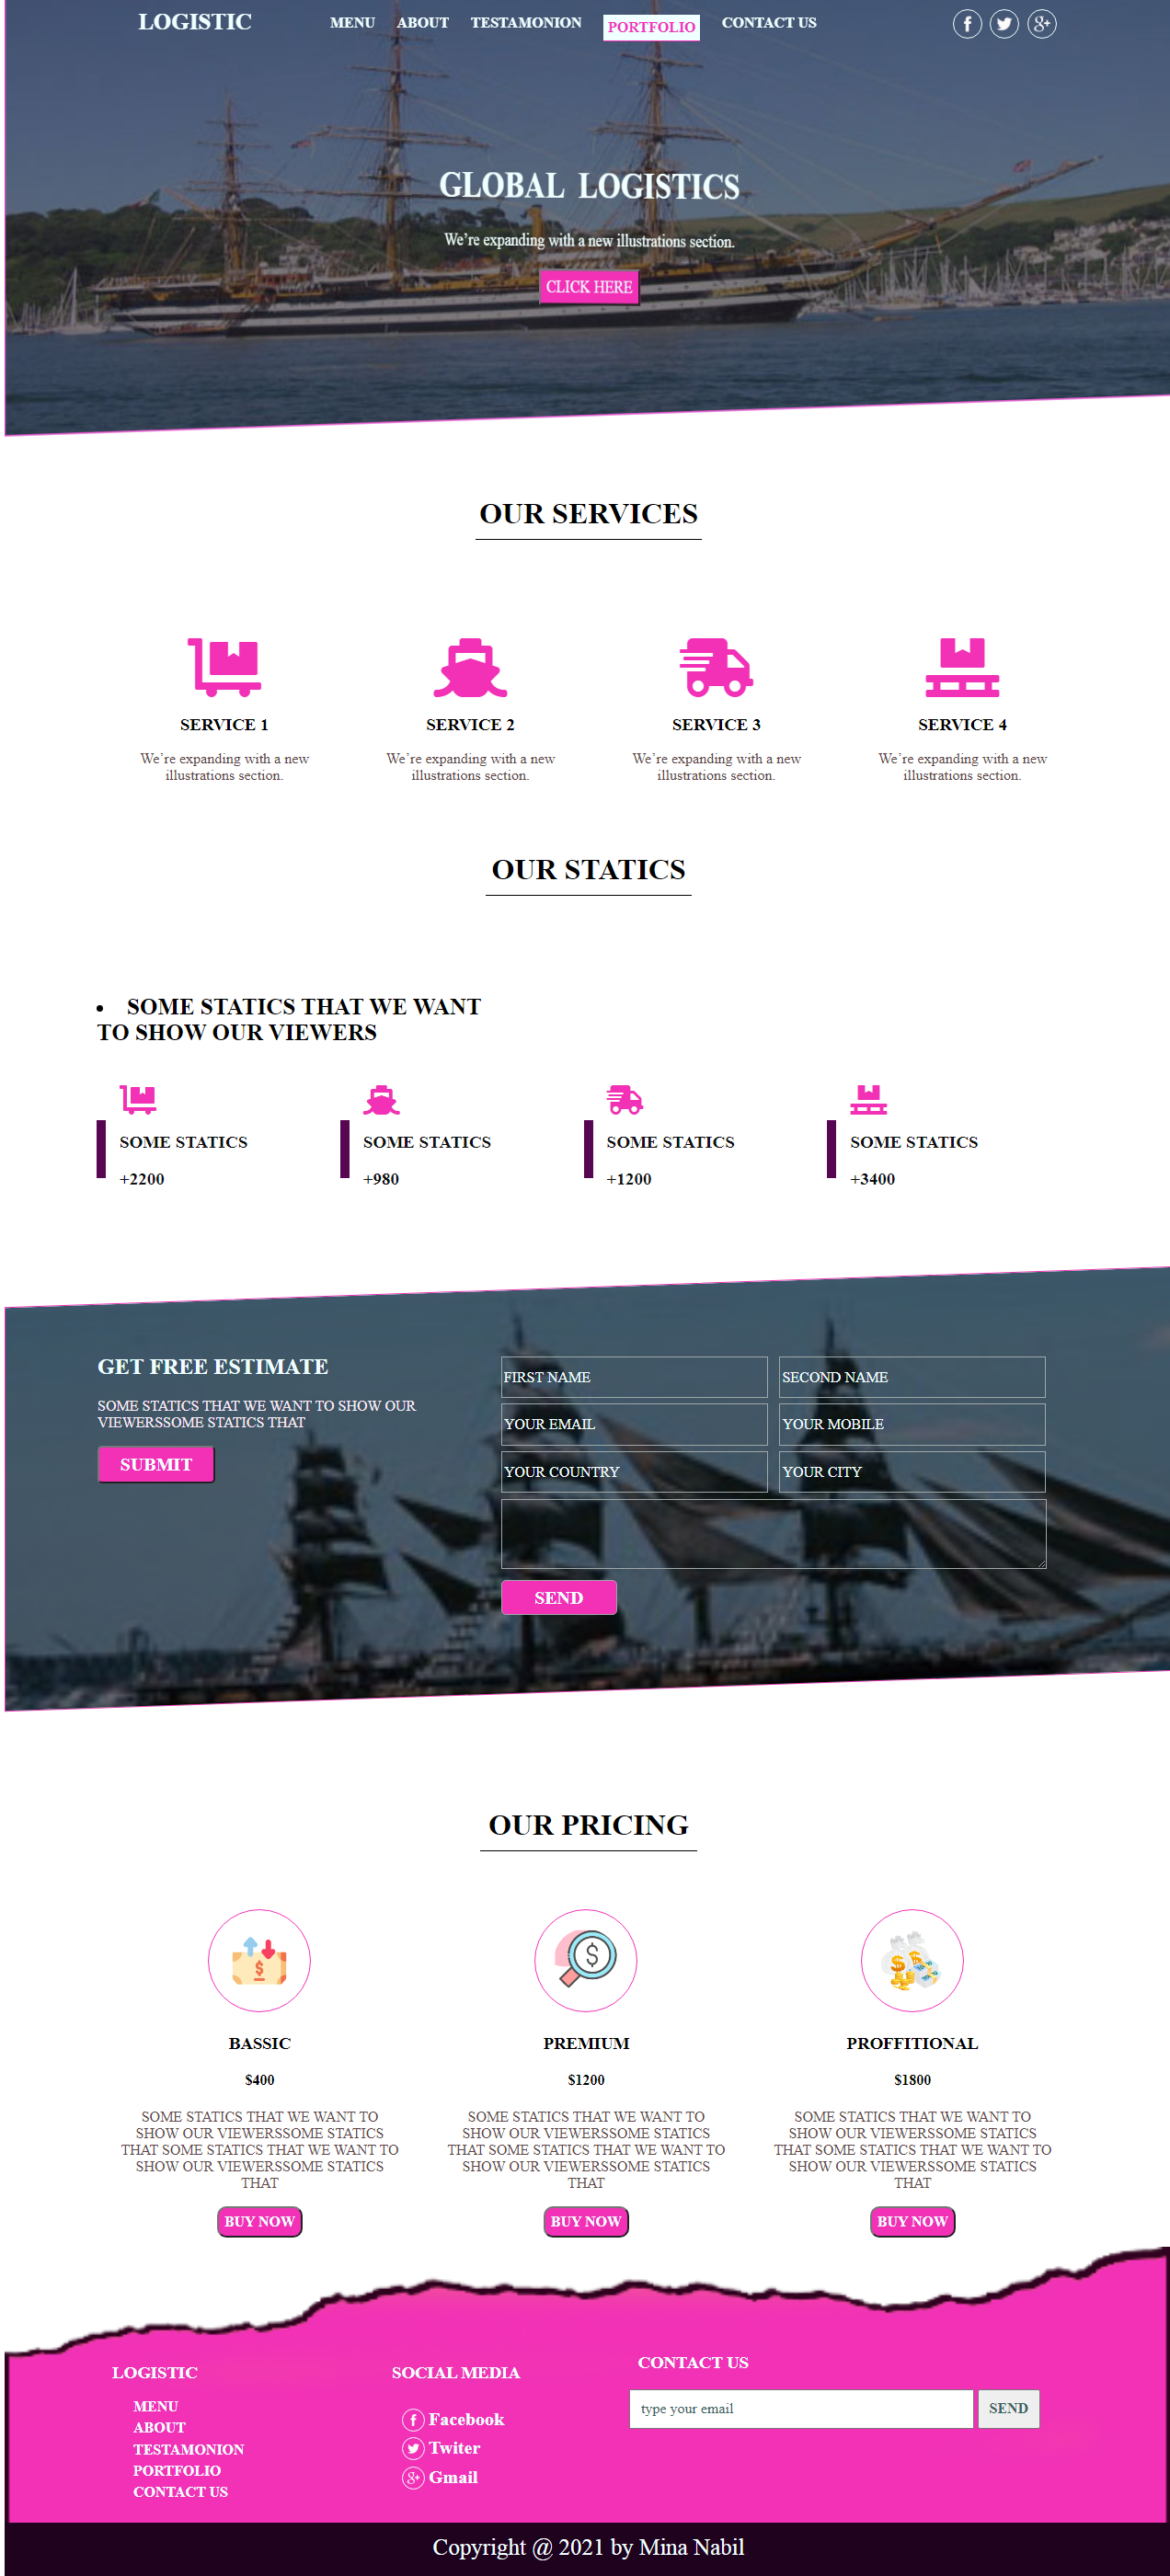 LOGISTIC
MENU ABOUT TESTAMONION PORTFOLIO CONTACT US
GLOBAL LOGISTICS
We're expanding with a new illustrations section.
CLICK HERE
OUR SERVICES
SERVICE 1
We're expanding with a new
illustrations section.
SERVICE 2
We're expanding with a new
illustrations section.
SERVICE 3
We're expanding with a new
illustrations section.
SERVICE 4
We're expanding with a new
illustrations section.
OUR STATICS
SOME STATICS THAT WE WANT
TO SHOW OUR VIEWERS
SOME STATICS
+2200
SOME STATICS
+980
SOME STATICS
+1200
SOME STATICS
+3400
GET FREE ESTIMATE
SOME STATICS THAT WE WANT TO SHOW OUR
VIEWERSSOME STATICS THAT
SUBMIT
FIRST NAME
SECOND NAME
YOUR EMAIL
YOUR MOBILE
YOUR COUNTRY
YOUR CITY
SEND
OUR PRICING
BASSIC
$400
SOME STATICS THAT WE WANT TO
SHOW OUR VIEWERSSOME STATICS
THAT SOME STATICS THAT WE WANT TO
SHOW OUR VIEWERSSOME STATICS
THAT
BUY NOW
PREMIUM
$1200
SOME STATICS THAT WE WANT TO
SHOW OUR VIEWERSSOME STATICS
THAT SOME STATICS THAT WE WANT TO
SHOW OUR VIEWERSSOME STATICS
THAT
BUY NOW
PROFFITIONAL
$1800
SOME STATICS THAT WE WANT TO
SHOW OUR VIEWERSSOME STATICS
THAT SOME STATICS THAT WE WANT TO
SHOW OUR VIEWERSSOME STATICS
THAT
BUY NOW
LOGISTIC
MENU
ABOUT
TESTAMONION
PORTFOLIO
CONTACT US
SOCIAL MEDIA
Facebook
Twiter
Gmail
CONTACT US
type your email
SEND
Copyright @ 2021 by Mina Nabil